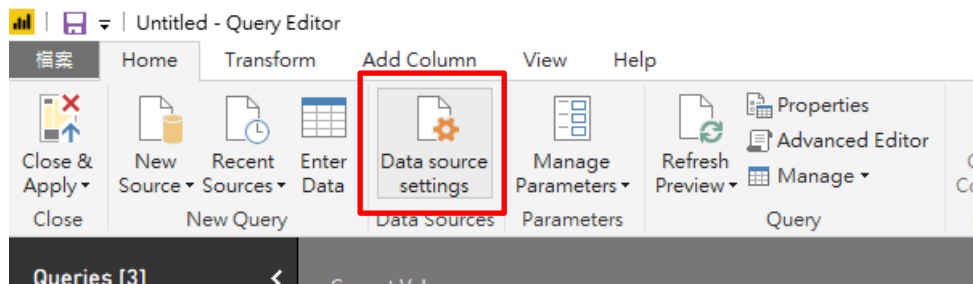 Untitled - Query Editor
檔案 Home Transform Add Column View Help
Close & Apply
New Source
Recent Sources
Enter Data
Data source settings
Manage Parameters
Refresh Preview
Properties
Advanced Editor
Manage
Close
New Query
Data Sources
Parameters
Query
Queries [3]